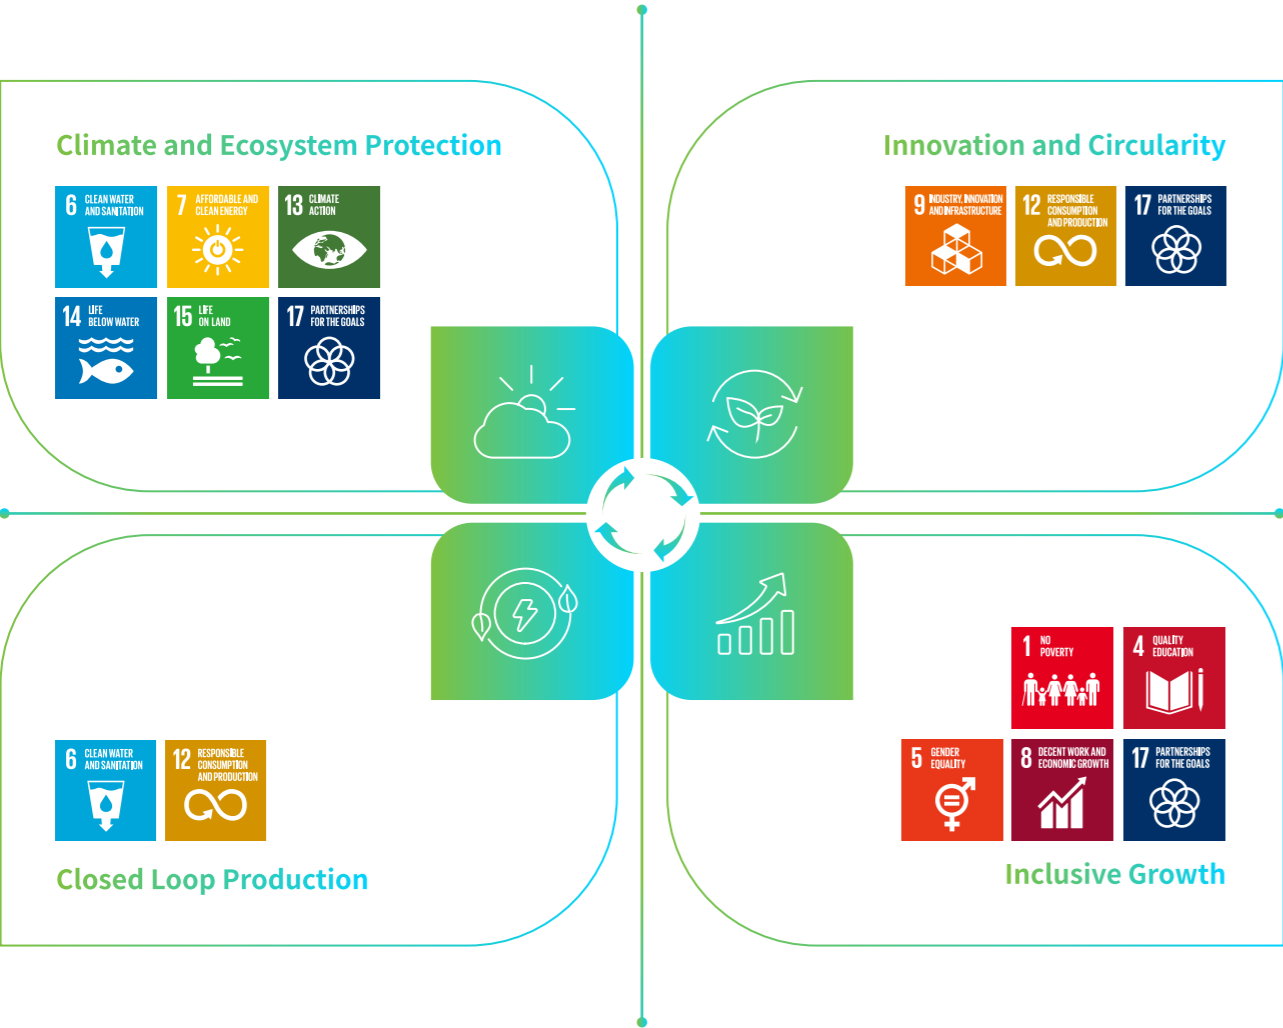 Climate and Ecosystem Protection
6 CLEAN WATER
AND SANITATION
7 AFFORDABLE AND
CLEAN ENERGY
13 CLIMATE
ACTION
14 LIFE
BELOW WATER
15 LIFE
ON LAND
17 PARTNERSHIPS
FOR THE GOALS
Innovation and Circularity
9 INDUSTRY, INNOVATION
AND INFRASTRUCTURE
12 RESPONSIBLE
CONSUMPTION
AND PRODUCTION
17 PARTNERSHIPS
FOR THE GOALS
6 CLEAN WATER
AND SANITATION
12 RESPONSIBLE
CONSUMPTION
AND PRODUCTION
Closed Loop Production
1 NO
POVERTY
4 QUALITY
EDUCATION
5 GENDER
EQUALITY
8 DECENT WORK AND
ECONOMIC GROWTH
17 PARTNERSHIPS
FOR THE GOALS
Inclusive Growth